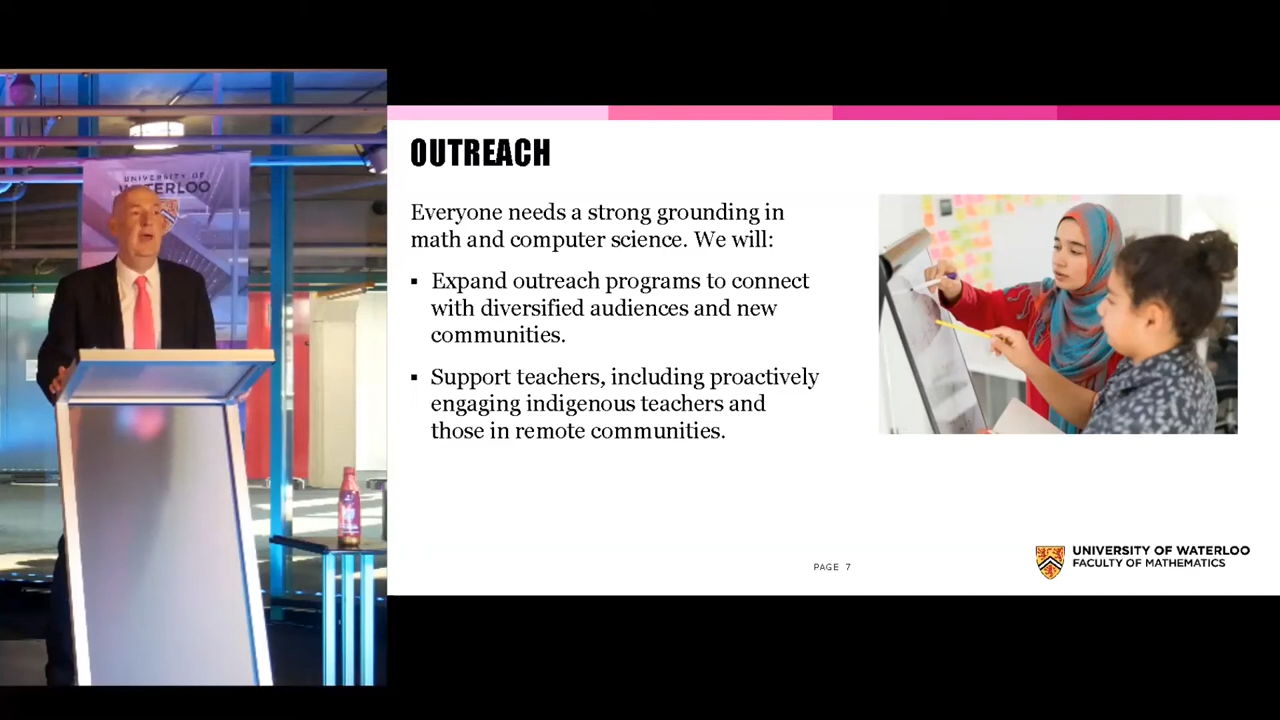 UNIVERSITY OF
WATERLOO
OUTREACH
Everyone needs a strong grounding in
math and computer science. We will:
▪ Expand outreach programs to connect
with diversified audiences and new
communities.
▪ Support teachers, including proactively
engaging indigenous teachers and
those in remote communities.
PAGE 7
UNIVERSITY OF WATERLOO
FACULTY OF MATHEMATICS